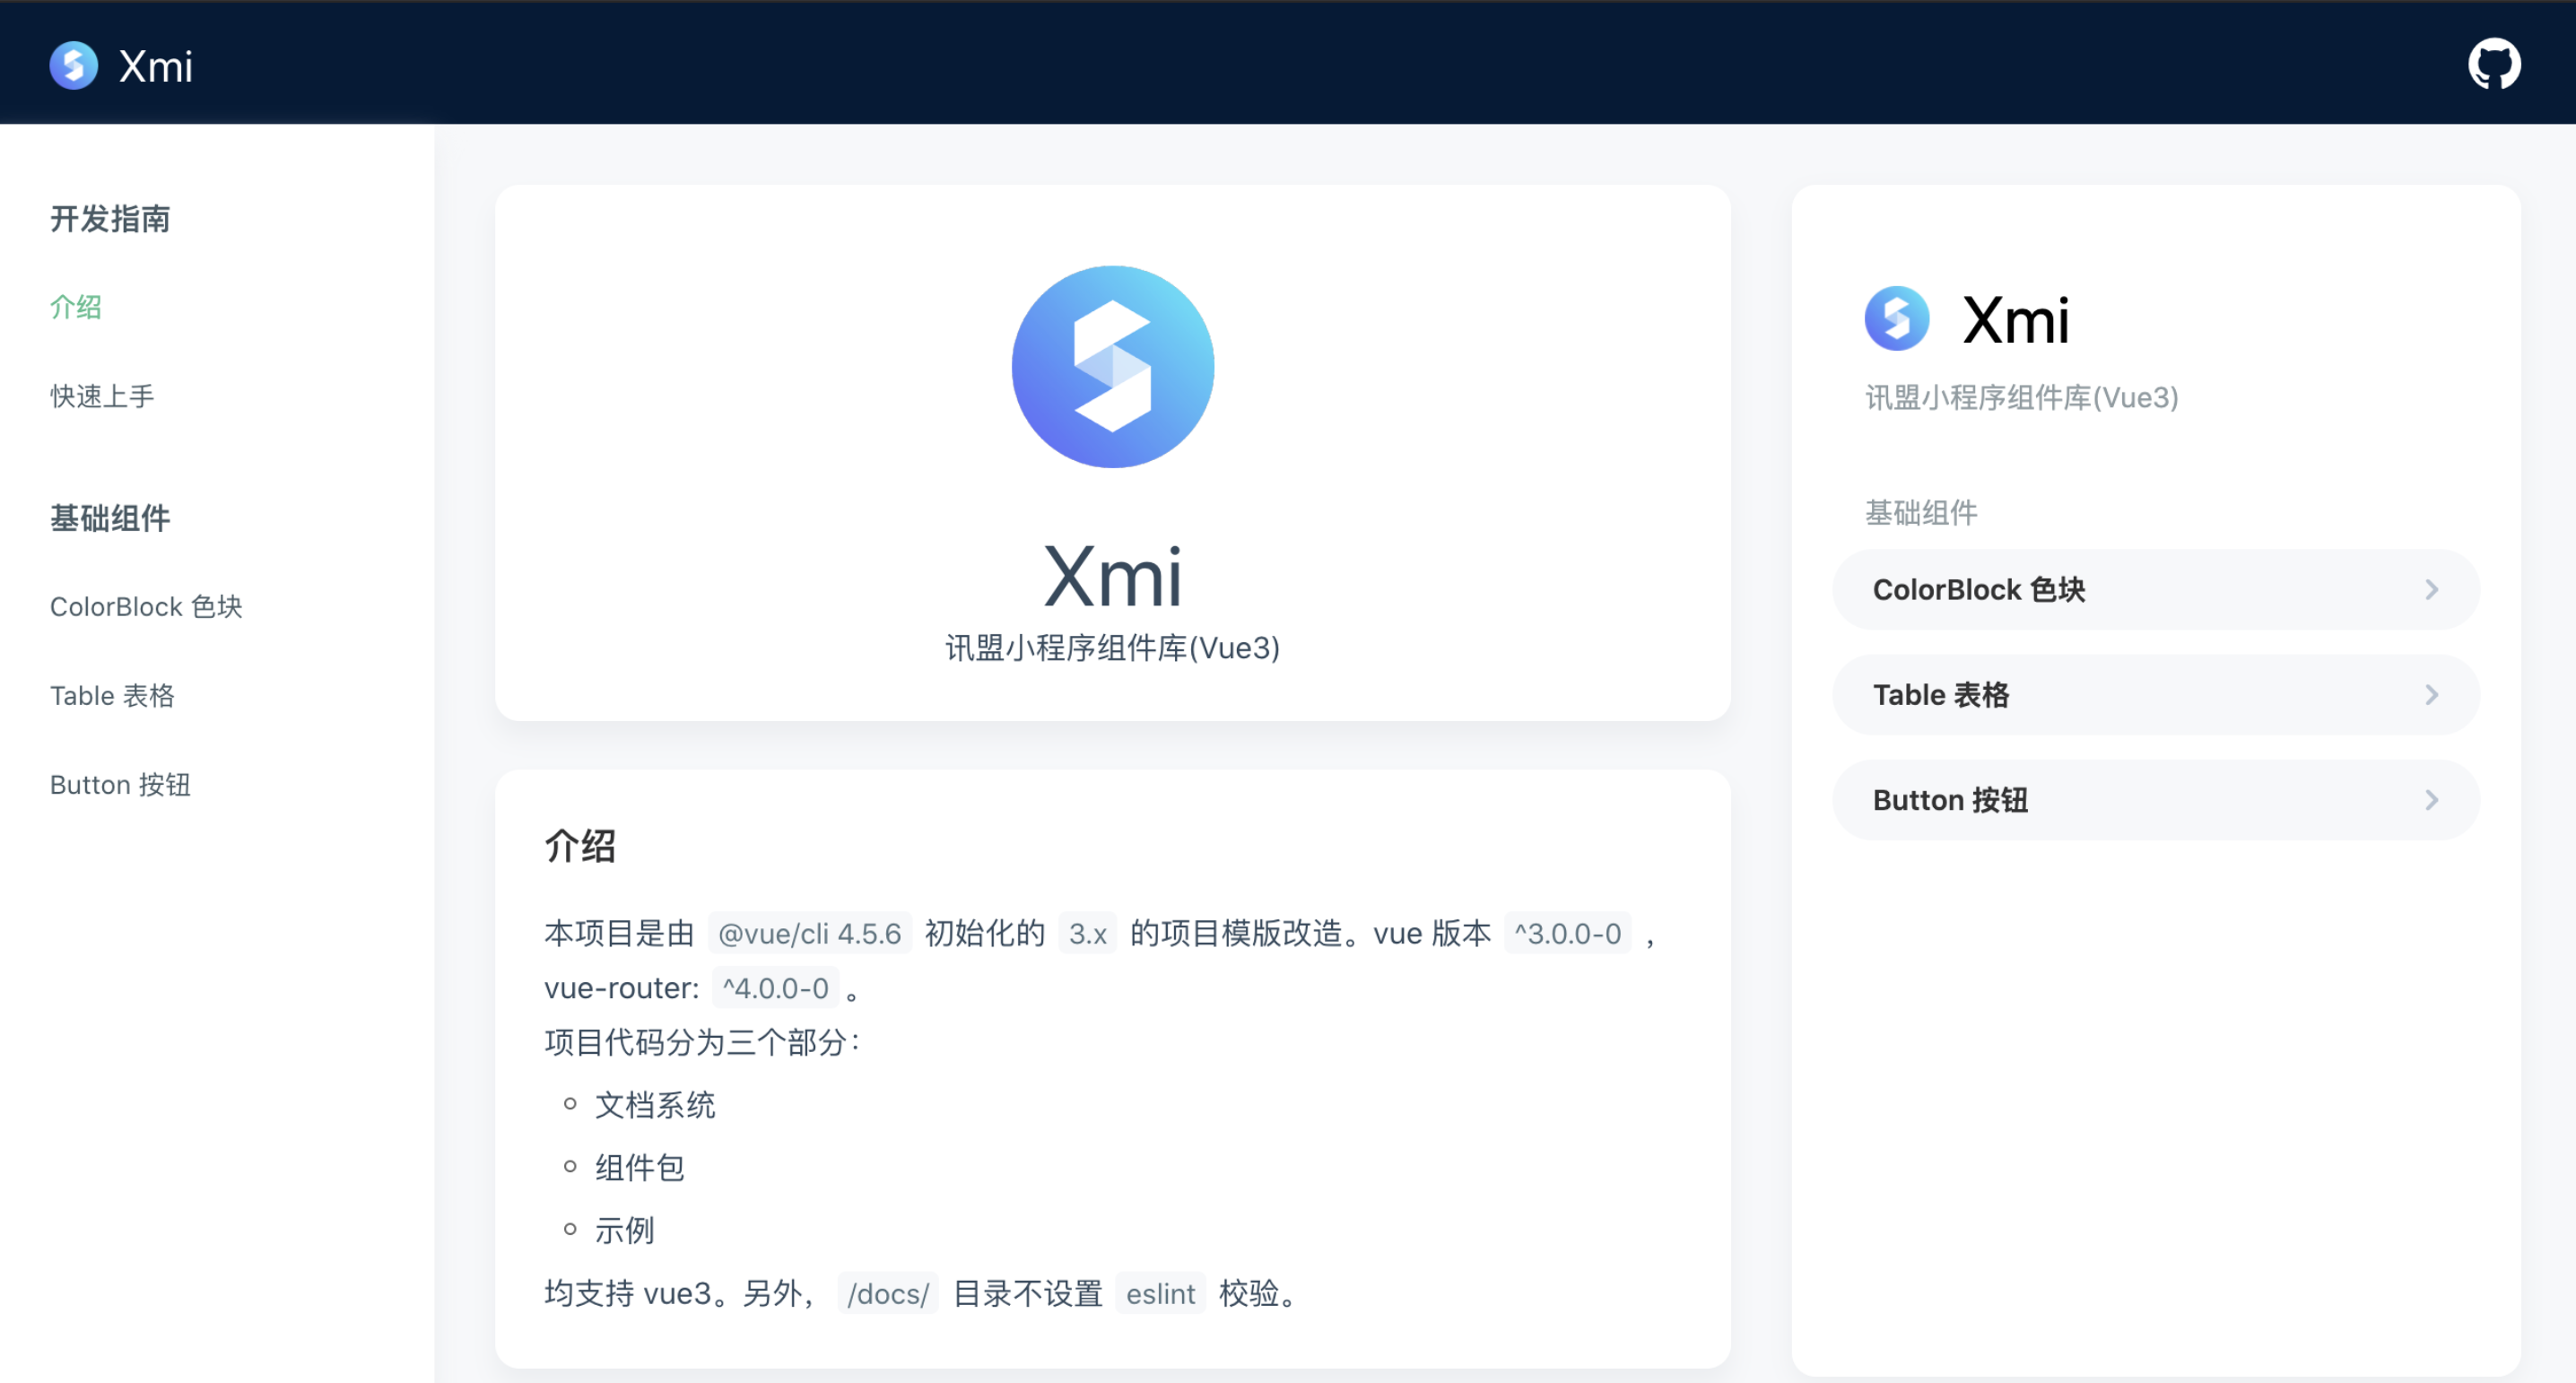 Xmi
开发指南
介绍
快速上手
基础组件
ColorBlock 色块
Table 表格
Button 按钮
Xmi
讯盟小程序组件库(Vue3)
介绍
本项目是由 @vue/cli 4.5.6 初始化的 3.x 的项目模版改造。vue 版本 ^3.0.0-0 ，
vue-router: ^4.0.0-0 。
项目代码分为三个部分：
文档系统
组件包
示例
均支持 vue3。另外， /docs/ 目录不设置 eslint 校验。
Xmi
讯盟小程序组件库(Vue3)
基础组件
ColorBlock 色块
Table 表格
Button 按钮